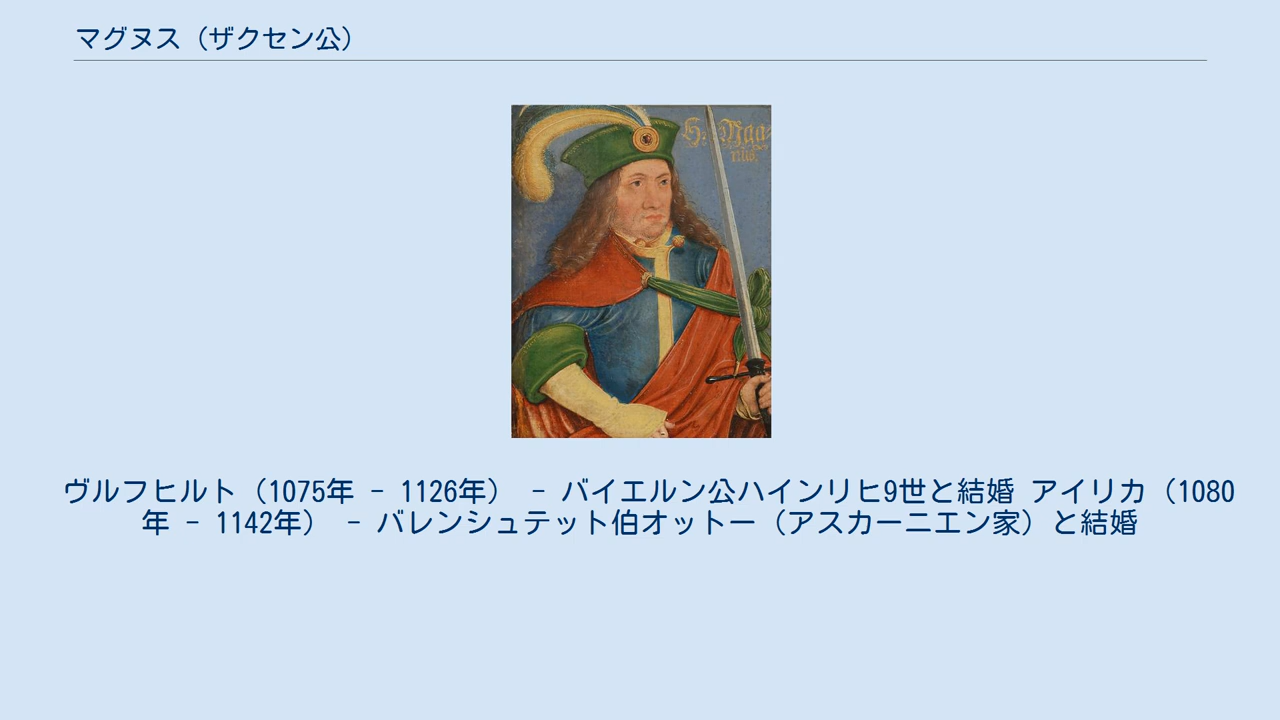 マグヌス（ザクセン公）
H: Mag-
nus.
ヴルフヒルト（1075年 - 1126年） - バイエルン公ハインリヒ9世と結婚 アイリカ（1080
年 - 1142年） - バレンシュテット伯オットー（アスカーニエン家）と結婚